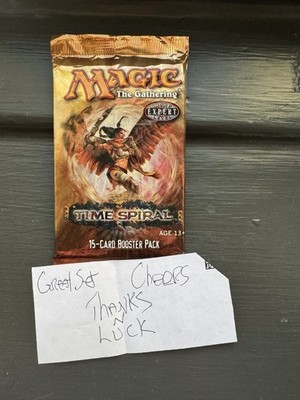 MAGIC
The Gathering®
EXPERT
TIME SPIRAL
AGE 13+
15-CARD BOOSTER PACK
Great Set Cheers
THANKS
N
LUCK